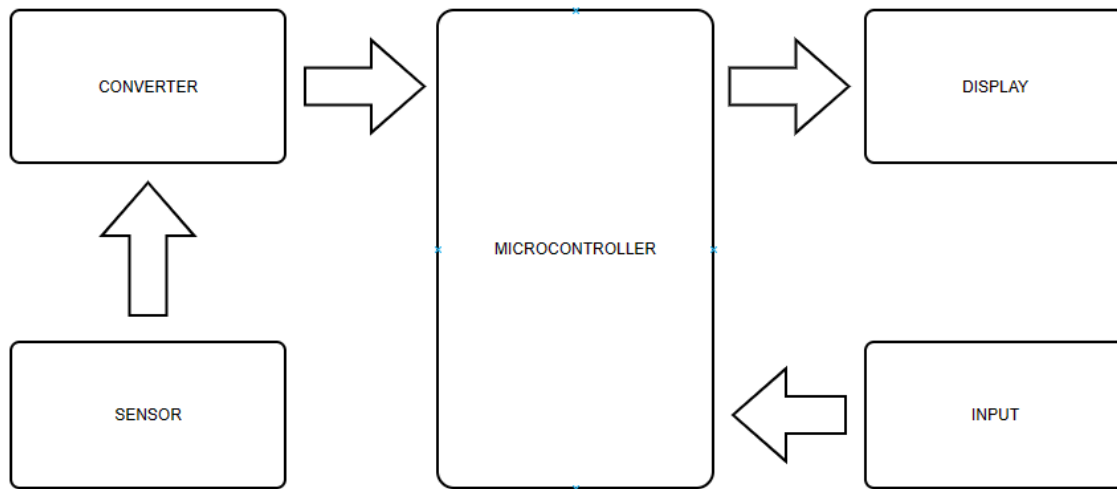 CONVERTER
DISPLAY
MICROCONTROLLER
SENSOR
INPUT